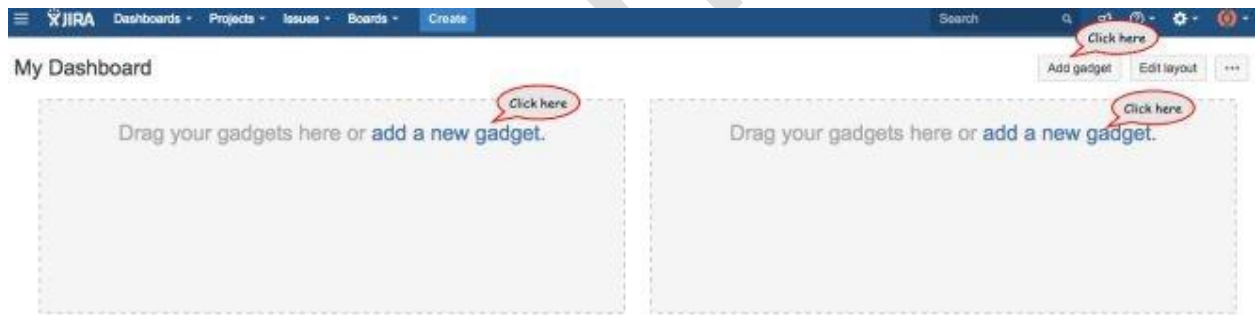 JIRA Dashboards Projects Issues Boards Create Search
Click here
My Dashboard Add gadget Edit layout ...
Click here Click here
Drag your gadgets here or add a new gadget. Drag your gadgets here or add a new gadget.